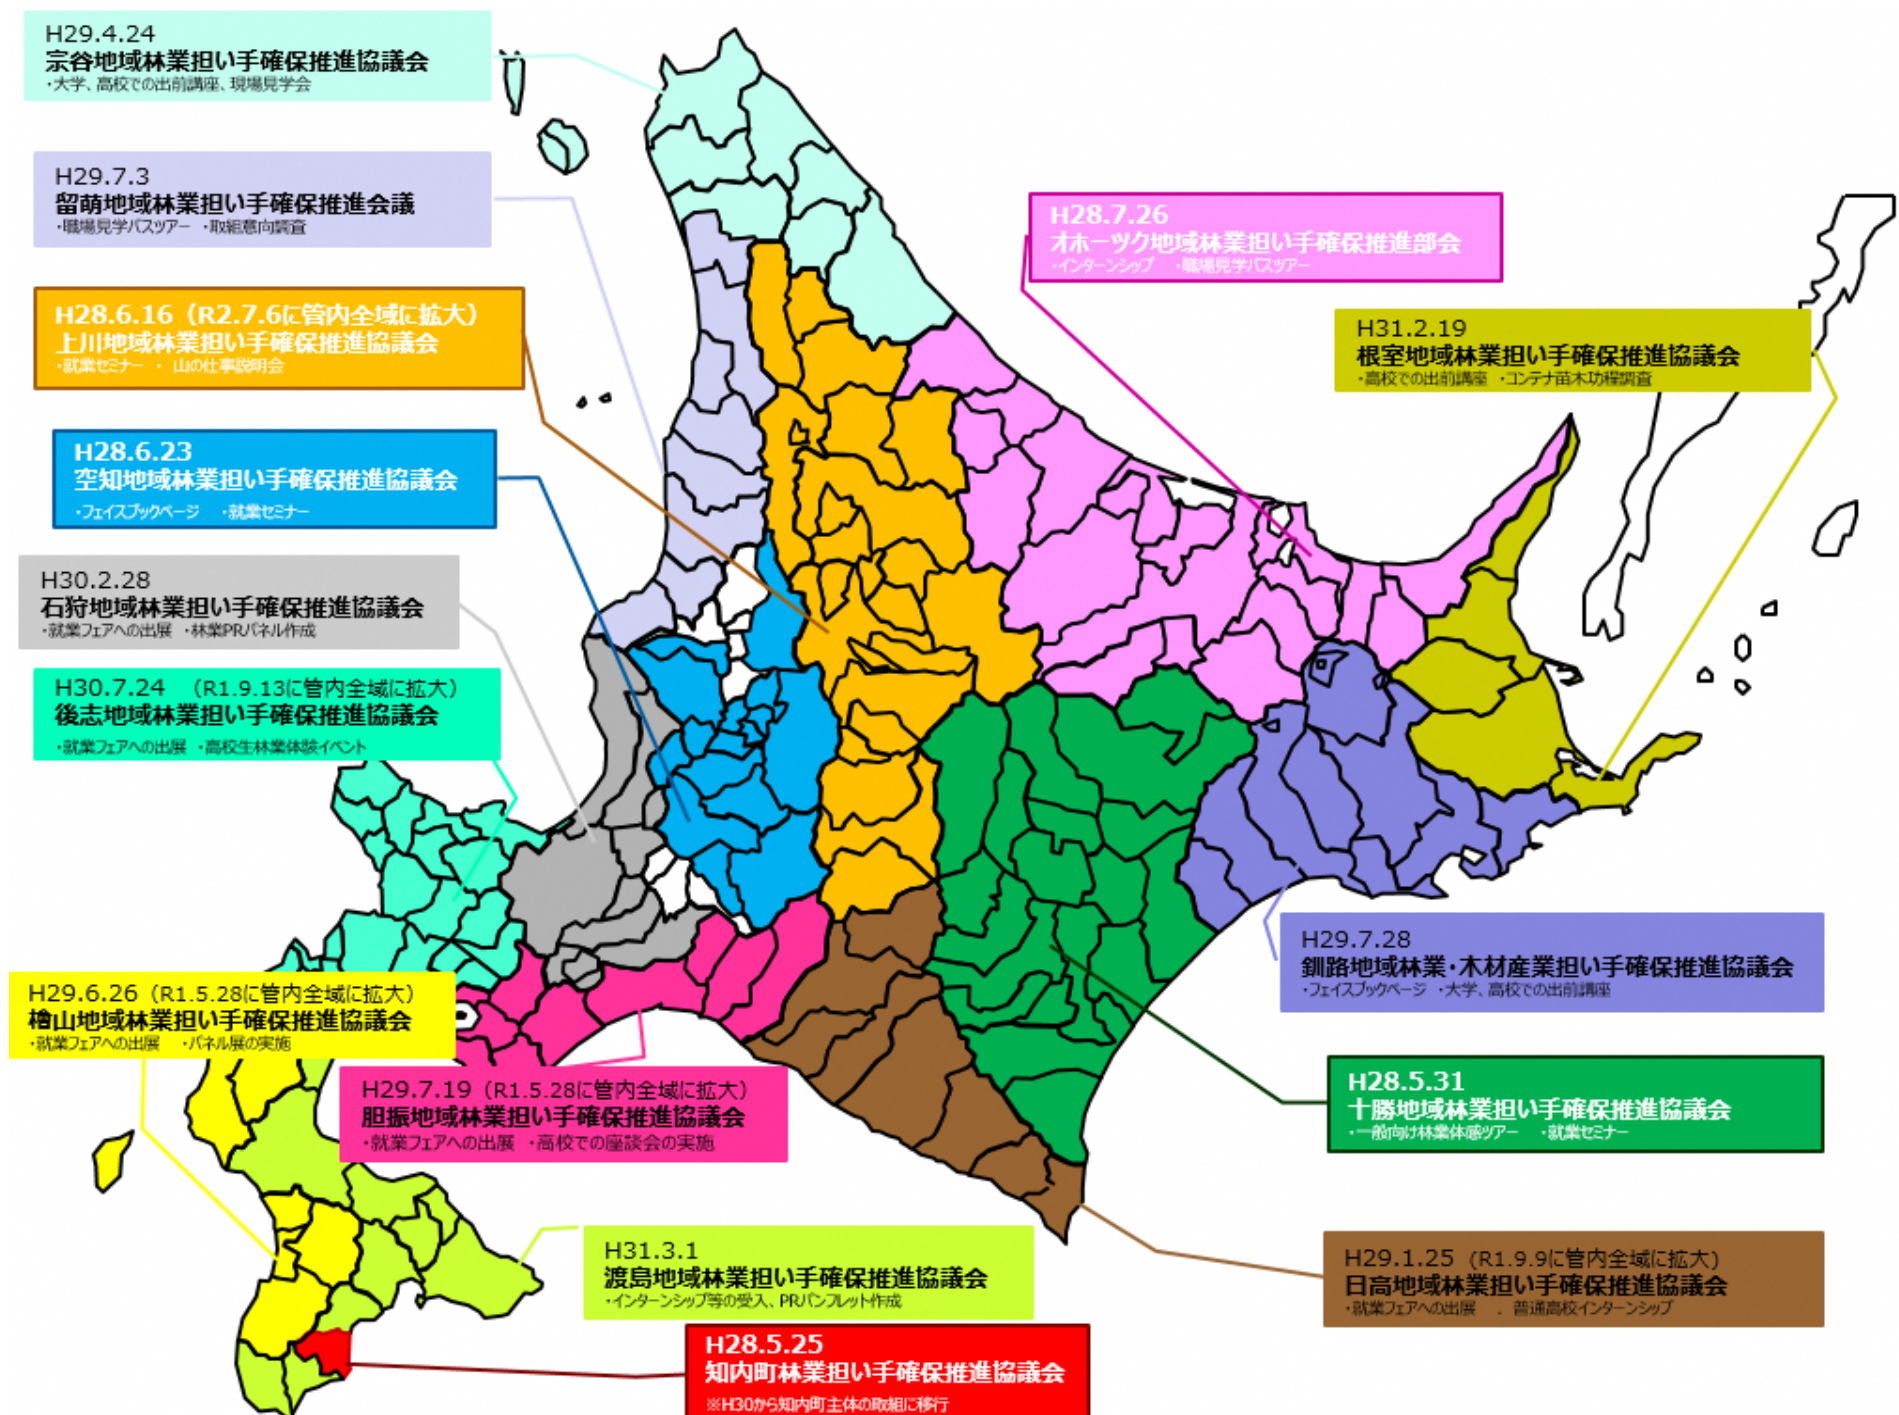 H29.4.24
宗谷地域林業担い手確保推進協議会
・大学、高校での出前講座、現場見学会
H29.7.3
留萌地域林業担い手確保推進会議
・職場見学バスツアー ・取組意向調査
H28.6.16（R2.7.6に管内全域に拡大）
上川地域林業担い手確保推進協議会
・就業セミナー ・ 山の仕事説明会
H28.6.23
空知地域林業担い手確保推進協議会
・フェイスブックページ ・就業セミナー
H30.2.28
石狩地域林業担い手確保推進協議会
・就業フェアへの出展 ・林業PRパネル作成
H30.7.24 （R1.9.13に管内全域に拡大）
後志地域林業担い手確保推進協議会
・就業フェアへの出展 ・高校生林業体験イベント
H29.6.26（R1.5.28に管内全域に拡大）
檜山地域林業担い手確保推進協議会
・就業フェアへの出展 ・パネル展の実施
H29.7.19（R1.5.28に管内全域に拡大）
胆振地域林業担い手確保推進協議会
・就業フェアへの出展 ・高校での座談会の実施
H31.3.1
渡島地域林業担い手確保推進協議会
・インターンシップ等の受入、PRパンフレット作成
H28.5.25
知内町林業担い手確保推進協議会
※H30から知内町主体の取組に移行
H28.7.26
オホーツク地域林業担い手確保推進部会
・インターンシップ ・職場見学バスツアー
H31.2.19
根室地域林業担い手確保推進協議会
・高校での出前講座 ・コンテナ苗木功程調査
H29.7.28
釧路地域林業・木材産業担い手確保推進協議会
・フェイスブックページ ・大学、高校での出前講座
H28.5.31
十勝地域林業担い手確保推進協議会
・一般向け林業体感ツアー ・就業セミナー
H29.1.25（R1.9.9に管内全域に拡大）
日高地域林業担い手確保推進協議会
・就業フェアへの出展 ．普通高校インターンシップ